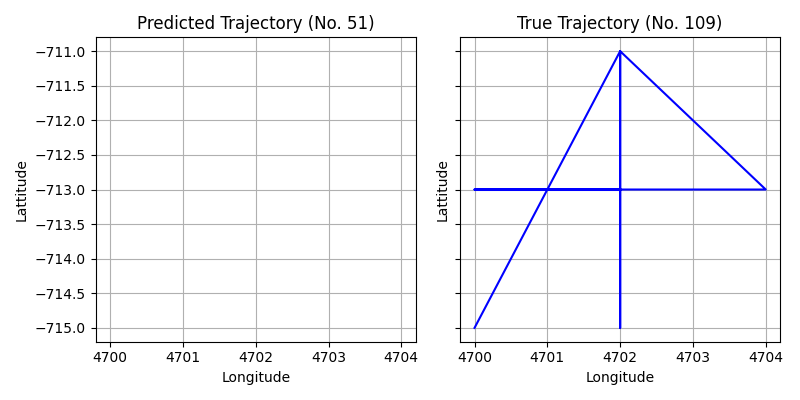 Predicted Trajectory (No. 51)
True Trajectory (No. 109)
Lattitude
−711.0
−711.5
−712.0
−712.5
−713.0
−713.5
−714.0
−714.5
−715.0
4700 4701 4702 4703 4704
Longitude
Lattitude
4700 4701 4702 4703 4704
Longitude